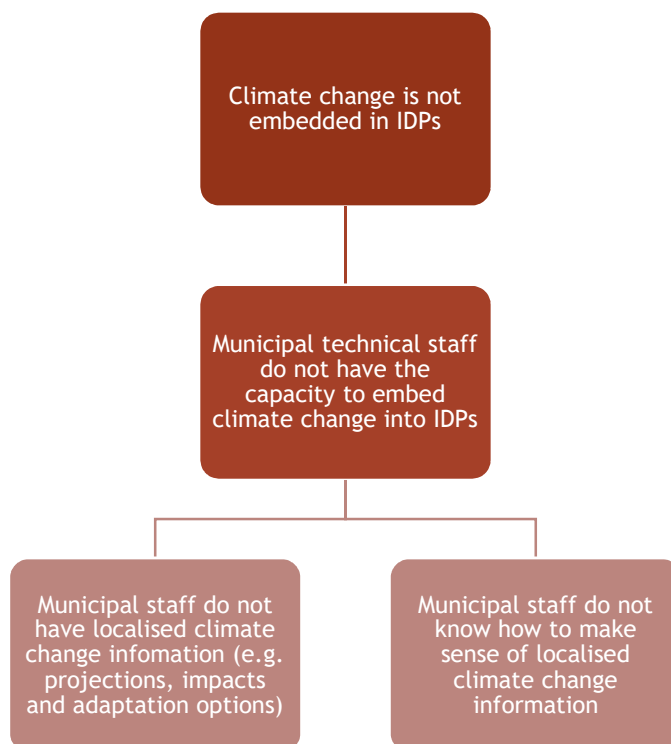 Climate change is not
embedded in IDPs
Municipal technical staff
do not have the
capacity to embed
climate change into IDPs
Municipal staff do not
have localised climate
change infomation (e.g.
projections, impacts
and adaptation options)
Municipal staff do not
know how to make
sense of localised
climate change
information